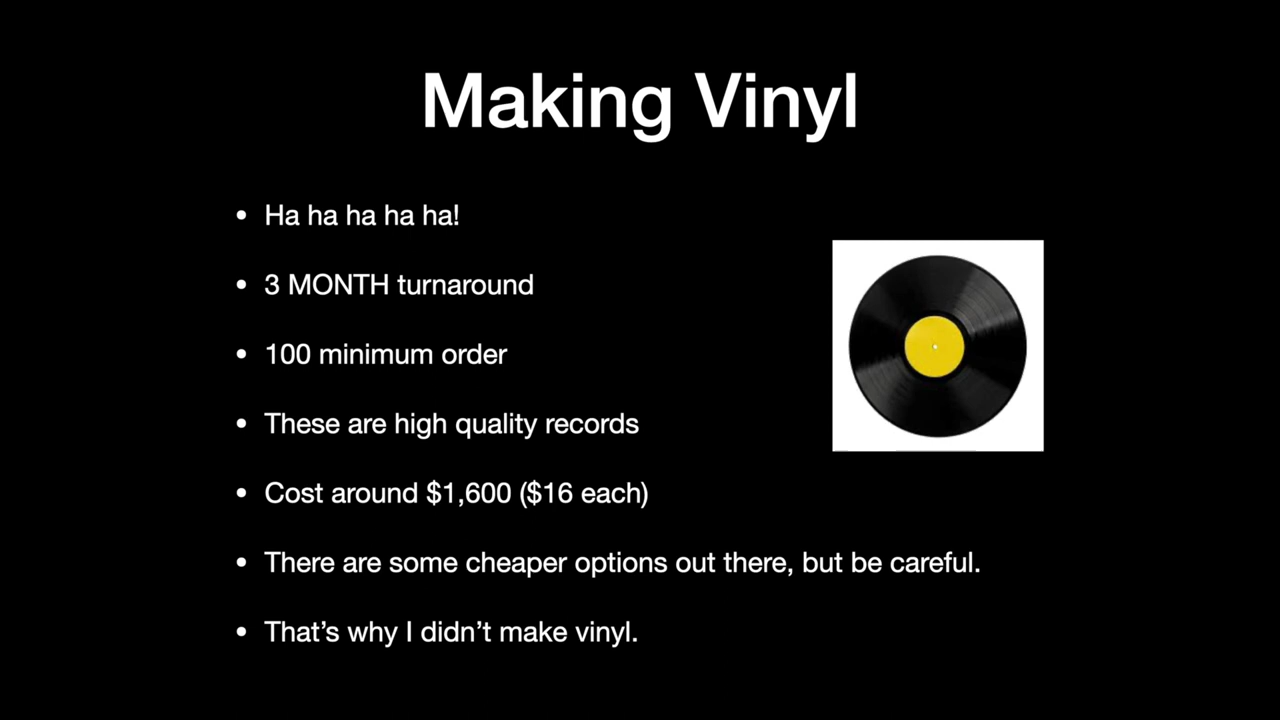 Making Vinyl
• Ha ha ha ha ha!
• 3 MONTH turnaround
• 100 minimum order
• These are high quality records
• Cost around $1,600 ($16 each)
• There are some cheaper options out there, but be careful.
• That’s why I didn’t make vinyl.